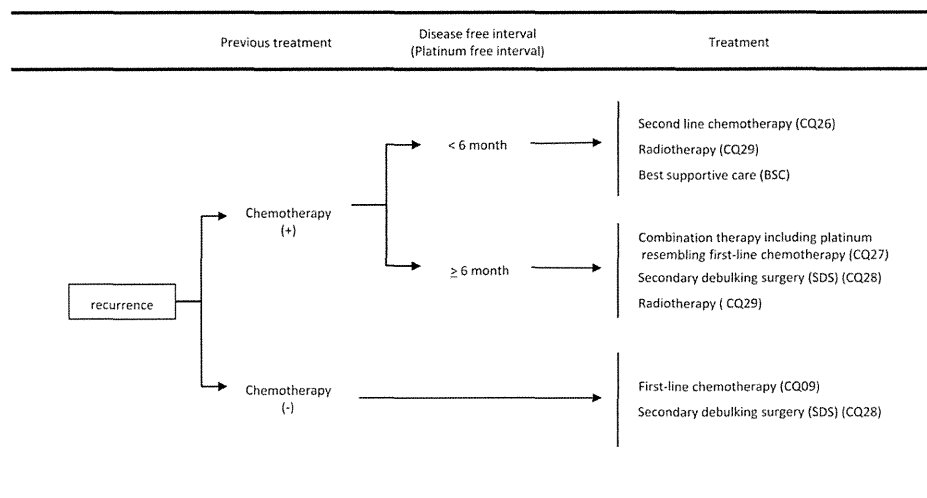 Previous treatment
Disease free interval
(Platinum free interval)
Treatment
recurrence
Chemotherapy
(+)
< 6 month
Second line chemotherapy (CQ26)
Radiotherapy (CQ29)
Best supportive care (BSC)
≥ 6 month
Combination therapy including platinum
resembling first-line chemotherapy (CQ27)
Secondary debulking surgery (SDS) (CQ28)
Radiotherapy ( CQ29)
Chemotherapy
(-)
First-line chemotherapy (CQ09)
Secondary debulking surgery (SDS) (CQ28)